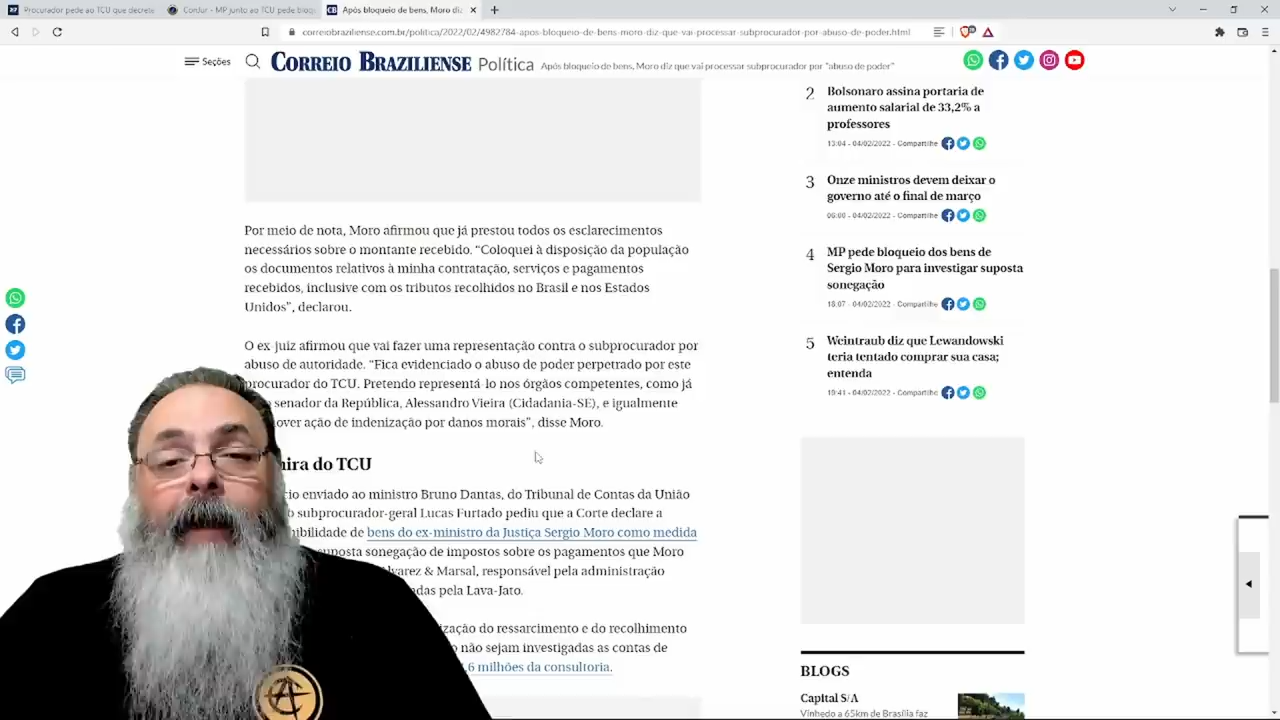 Procurador pede ao TCU que decrete
ConJur - MP junto ao TCU pede bloq
Após bloqueio de bens, Moro diz
correiobraziliense.com.br/politica/2022/02/4982784-apos-bloqueio-de-bens-moro-diz-que-vai-processar-subprocurador-por-abuso-de-poder.html
Seções
CORREIO BRAZILIENSE
Política
Após bloqueio de bens, Moro diz que vai processar subprocurador por "abuso de poder"
Por meio de nota, Moro afirmou que já prestou todos os esclarecimentos
necessários sobre o montante recebido. “Coloquei à disposição da população
os documentos relativos à minha contratação, serviços e pagamentos
recebidos, inclusive com os tributos recolhidos no Brasil e nos Estados
Unidos”, declarou.
O ex-juiz afirmou que vai fazer uma representação contra o subprocurador por
abuso de autoridade. “Fica evidenciado o abuso de poder perpetrado por este
procurador do TCU. Pretendo representá-lo nos órgãos competentes, como já
senador da República, Alessandro Vieira (Cidadania-SE), e igualmente
over ação de indenização por danos morais”, disse Moro.
mira do TCU
cio enviado ao ministro Bruno Dantas, do Tribunal de Contas da União
o subprocurador-geral Lucas Furtado pediu que a Corte declare a
nibilidade de bens do ex-ministro da Justiça Sergio Moro como medida
suposta sonegação de impostos sobre os pagamentos que Moro
lvarez & Marsal, responsável pela administração
adas pela Lava-Jato.
ização do ressarcimento e do recolhimento
o não sejam investigadas as contas de
,6 milhões da consultoria.
2
Bolsonaro assina portaria de
aumento salarial de 33,2% a
professores
13:04 - 04/02/2022 - Compartilhe
3
Onze ministros devem deixar o
governo até o final de março
06:00 - 04/02/2022 - Compartilhe
4
MP pede bloqueio dos bens de
Sergio Moro para investigar suposta
sonegação
18:07 - 04/02/2022 - Compartilhe
5
Weintraub diz que Lewandowski
teria tentado comprar sua casa;
entenda
19:41 - 04/02/2022 - Compartilhe
BLOGS
Capital S/A
Vinhedo a 65km de Brasília faz